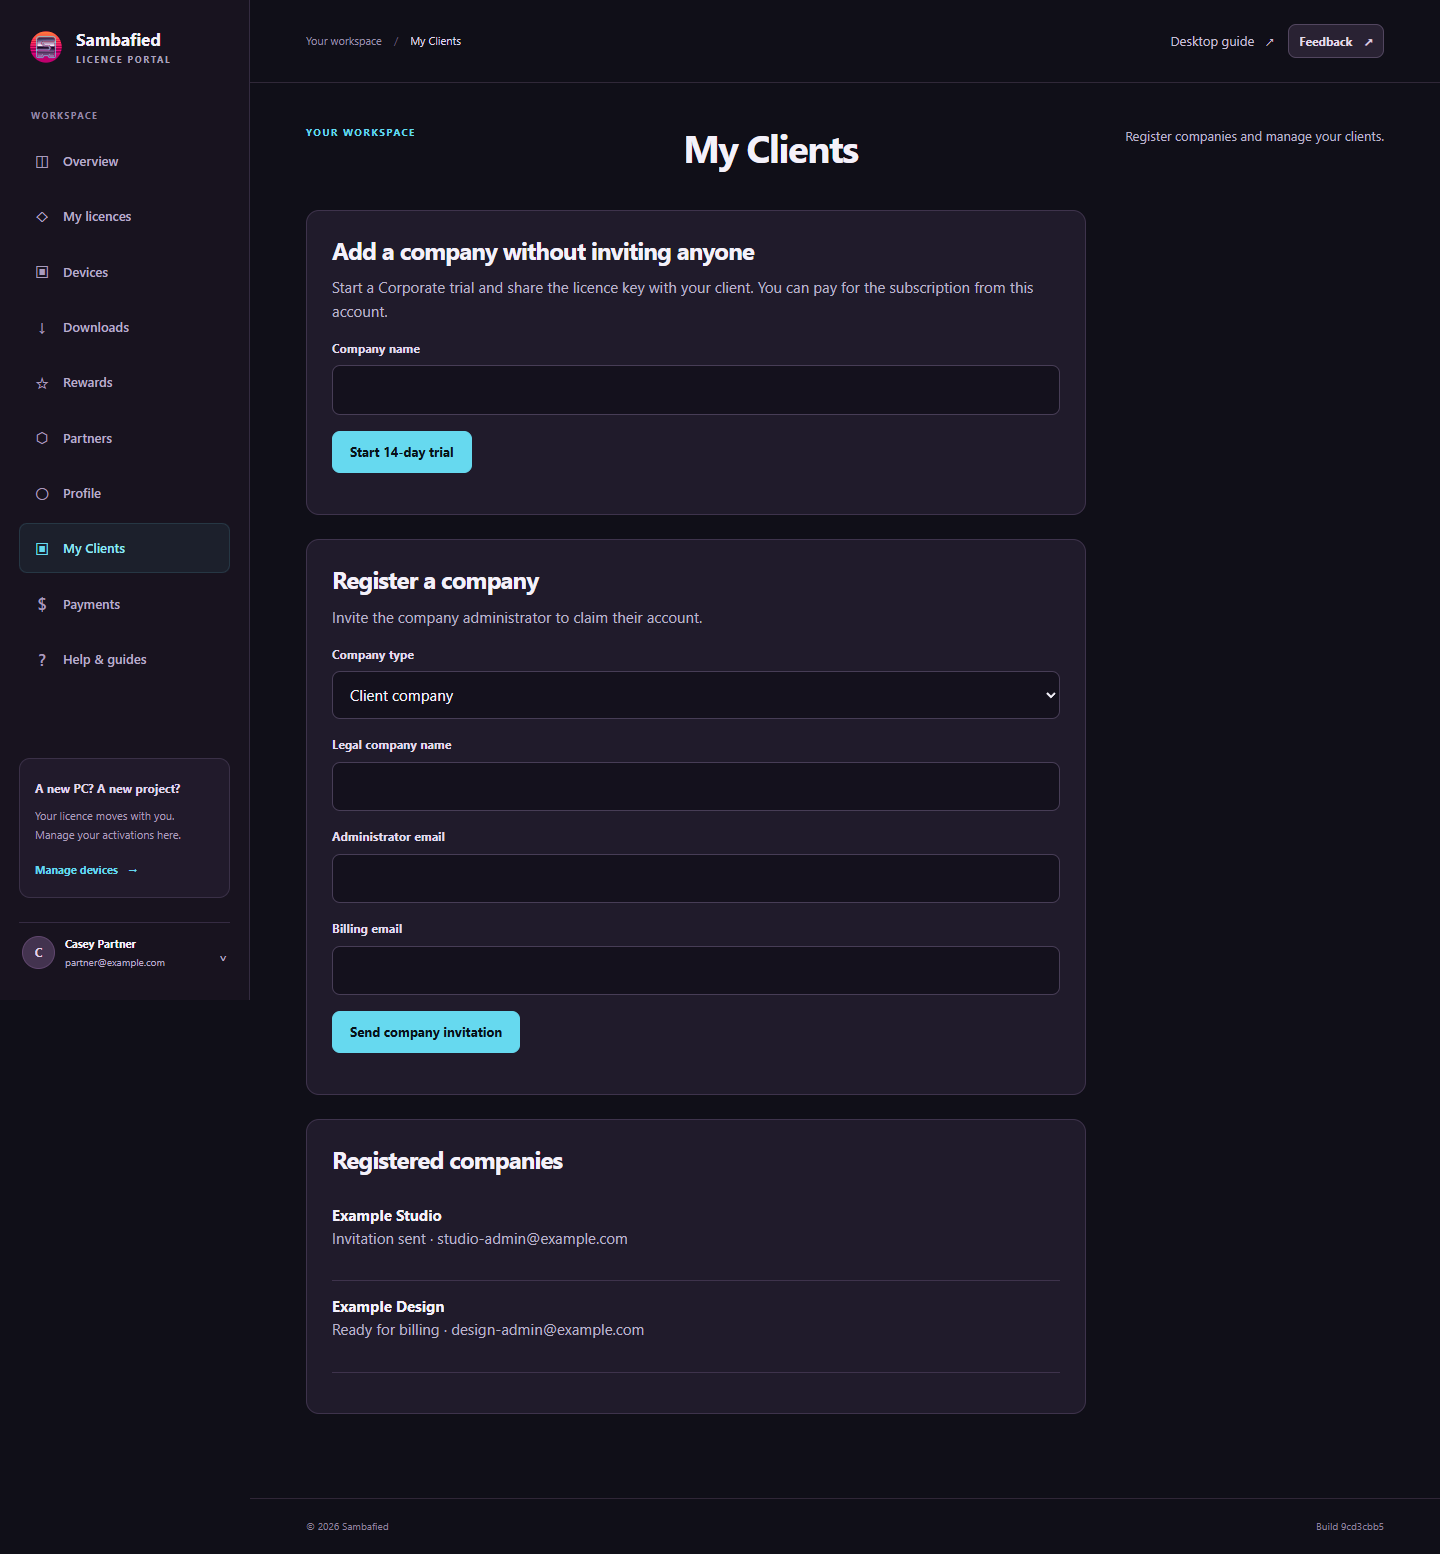 Sambafied
LICENCE PORTAL
WORKSPACE
Overview
My licences
Devices
Downloads
Rewards
Partners
Profile
My Clients
$ Payments
? Help & guides
A new PC? A new project?
Your licence moves with you.
Manage your activations here.
Manage devices →
C
Casey Partner
partner@example.com
Your workspace / My Clients
Desktop guide ↗
Feedback ↗
YOUR WORKSPACE
My Clients
Register companies and manage your clients.
Add a company without inviting anyone
Start a Corporate trial and share the licence key with your client. You can pay for the subscription from this
account.
Company name
Start 14-day trial
Register a company
Invite the company administrator to claim their account.
Company type
Client company
Legal company name
Administrator email
Billing email
Send company invitation
Registered companies
Example Studio
Invitation sent · studio-admin@example.com
Example Design
Ready for billing · design-admin@example.com
© 2026 Sambafied
Build 9cd3cbb5